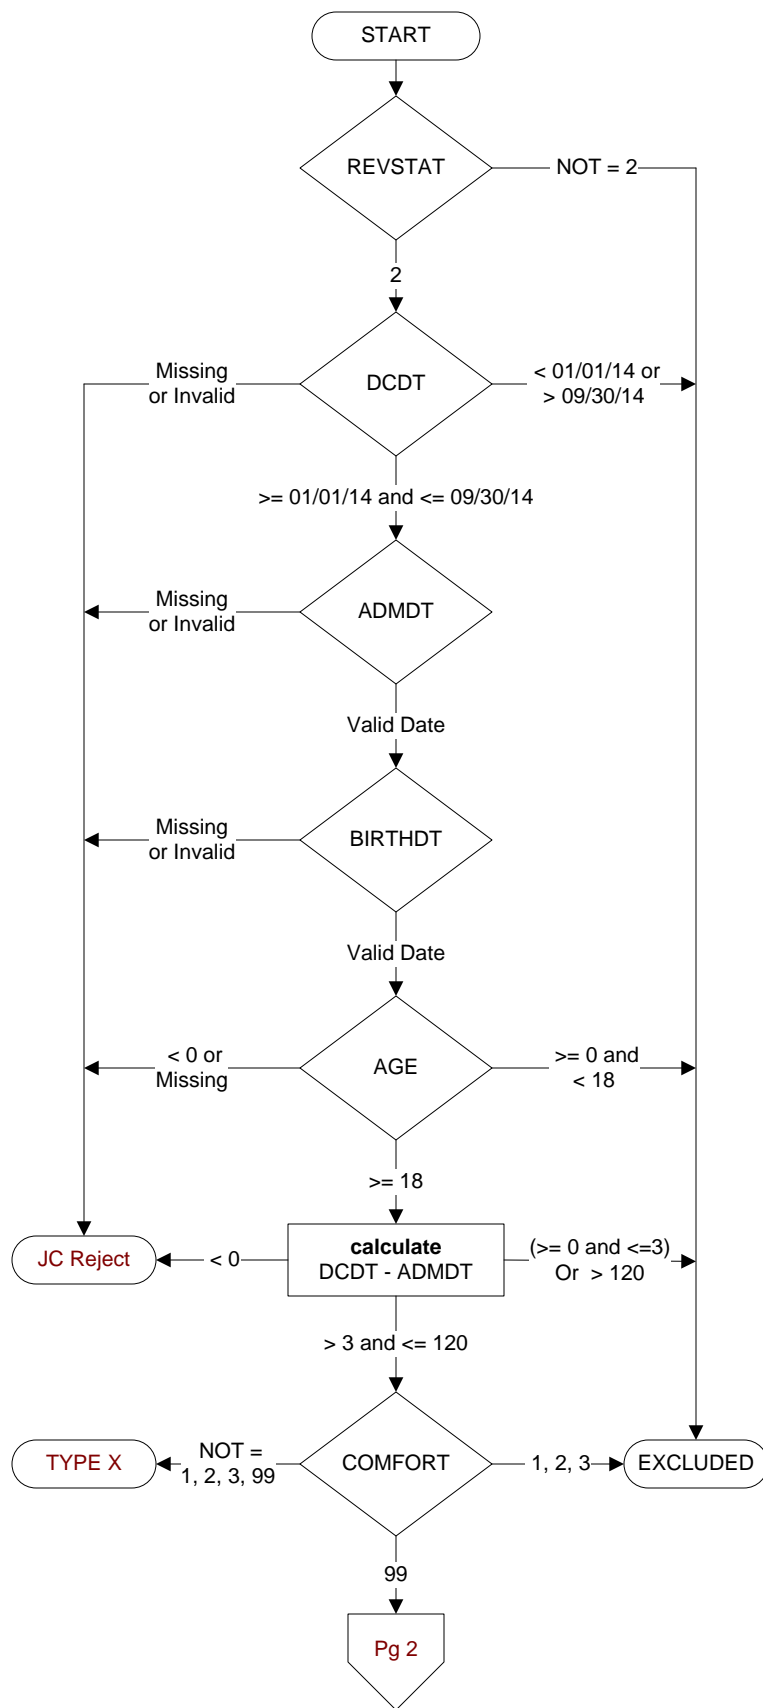 START
REVSTAT
NOT = 2
2
Missing
or Invalid
DCDT
< 01/01/14 or
> 09/30/14
>= 01/01/14 and <= 09/30/14
Missing
or Invalid
ADMDT
Valid Date
Missing
or Invalid
BIRTHDT
Valid Date
< 0 or
Missing
AGE
>= 0 and
< 18
>= 18
JC Reject
< 0
calculate
DCDT - ADMDT
(>= 0 and <=3)
Or > 120
> 3 and <= 120
TYPE X
NOT =
1, 2, 3, 99
COMFORT
1, 2, 3
EXCLUDED
99
Pg 2